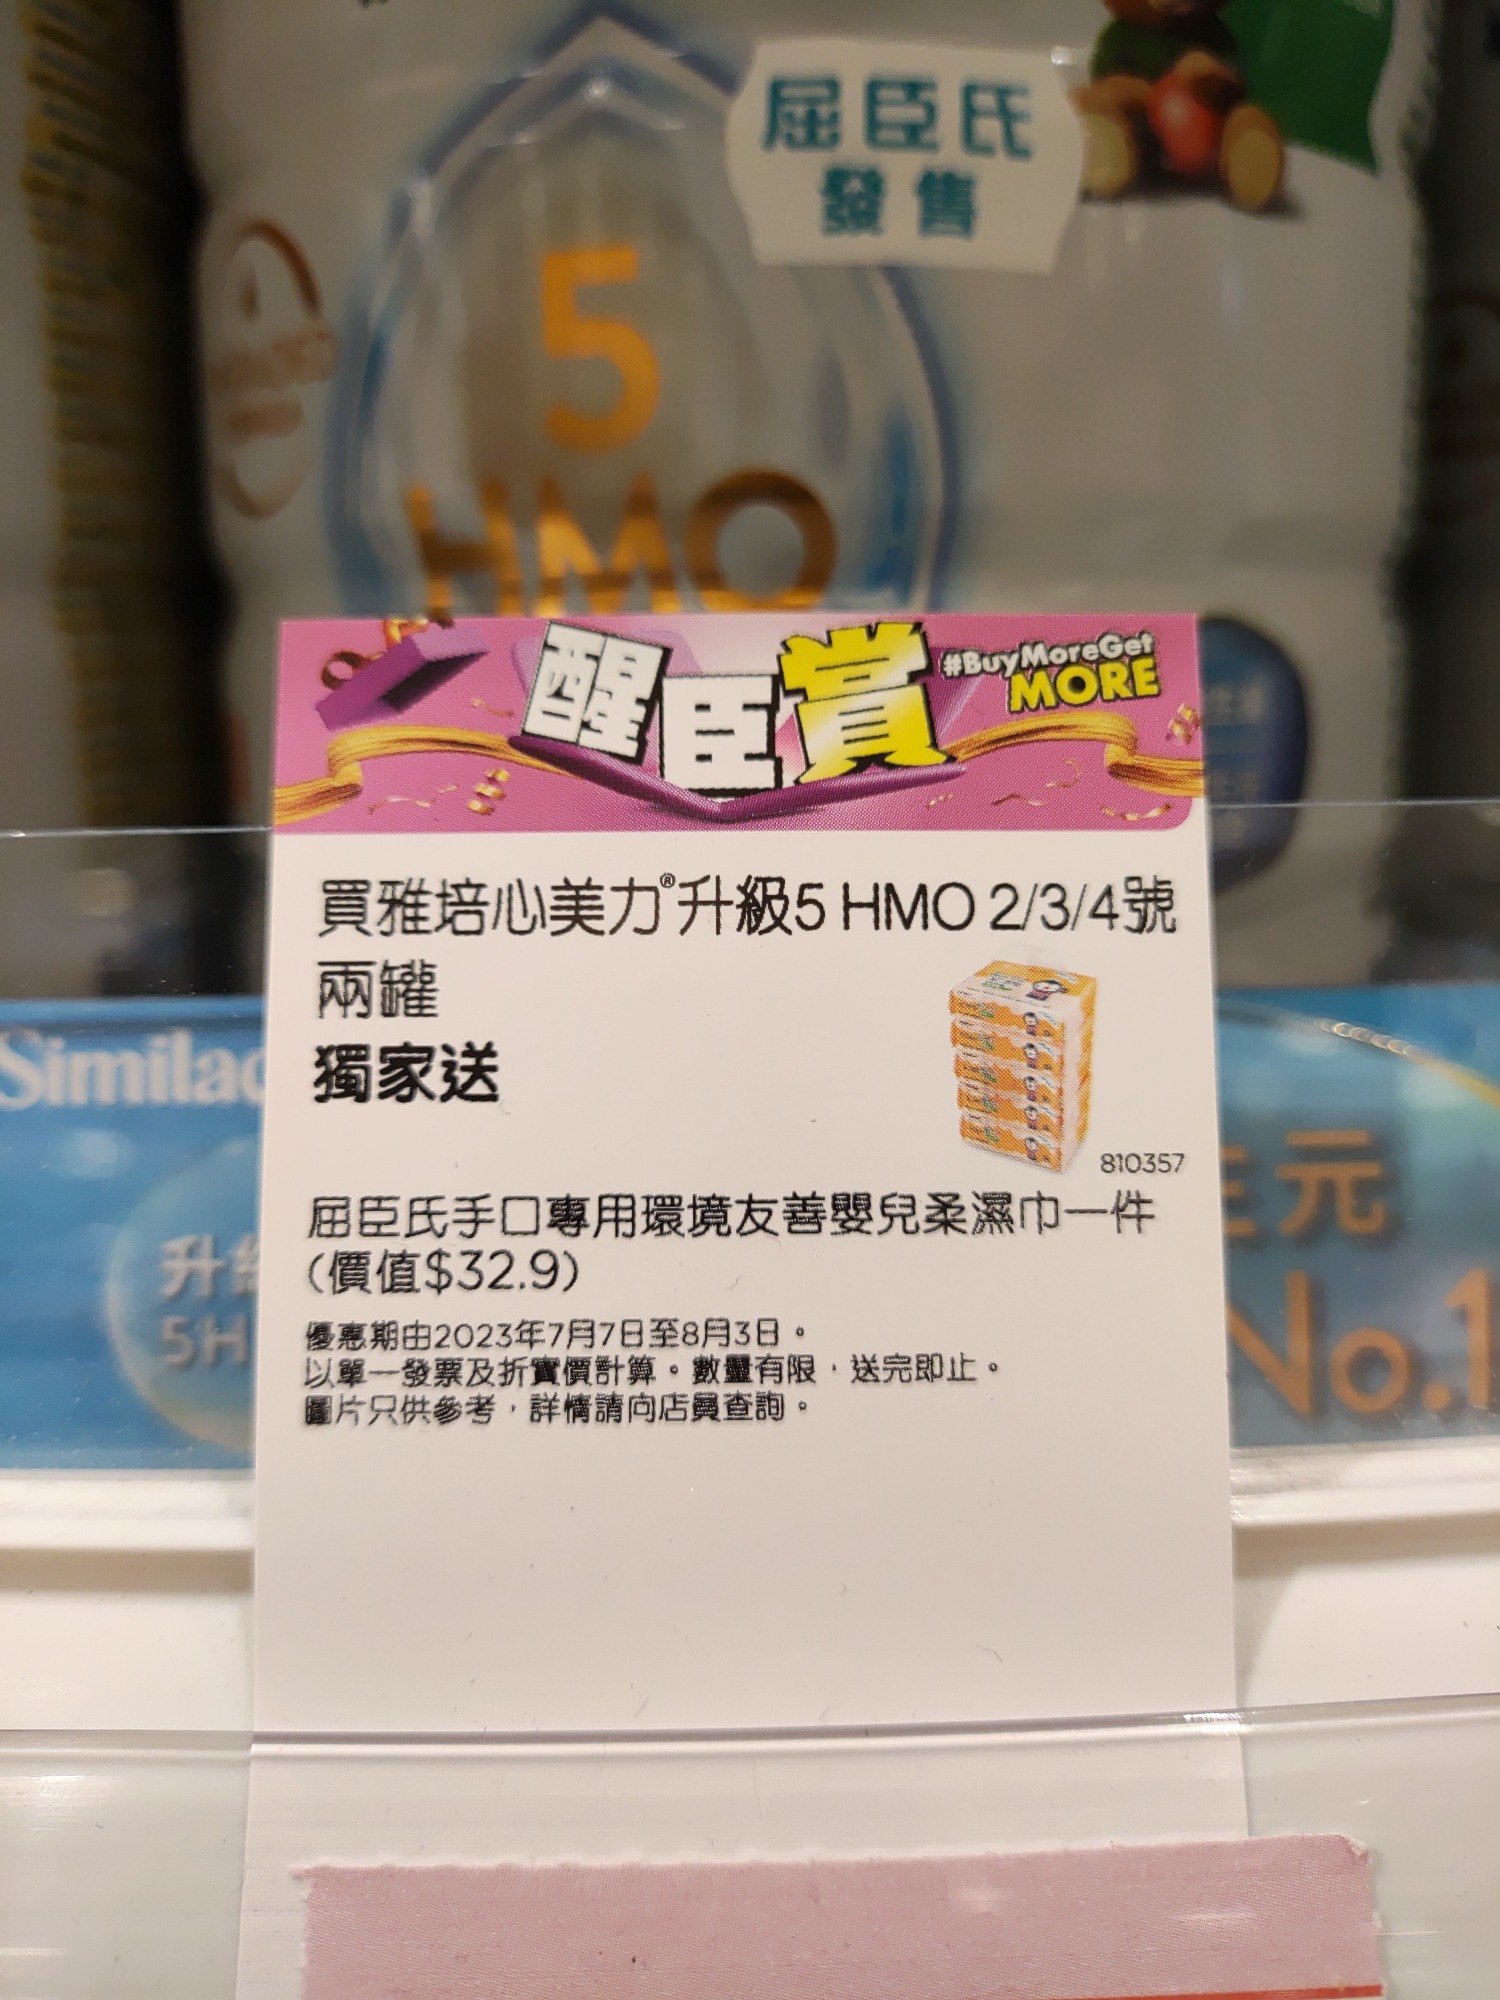 屈臣氏
發售
5
HMO
醒臣賞
#BuyMoreGet
MORE
買雅培心美力®升級5 HMO 2/3/4號
兩罐
獨家送
810357
屈臣氏手口專用環境友善嬰兒柔濕巾一件
(價值$32.9)
優惠期由2023年7月7日至8月3日。
以單一發票及折實價計算。數量有限，送完即止。
圖片只供參考，詳情請向店員查詢。
Similac
升級
5H
元
No.1